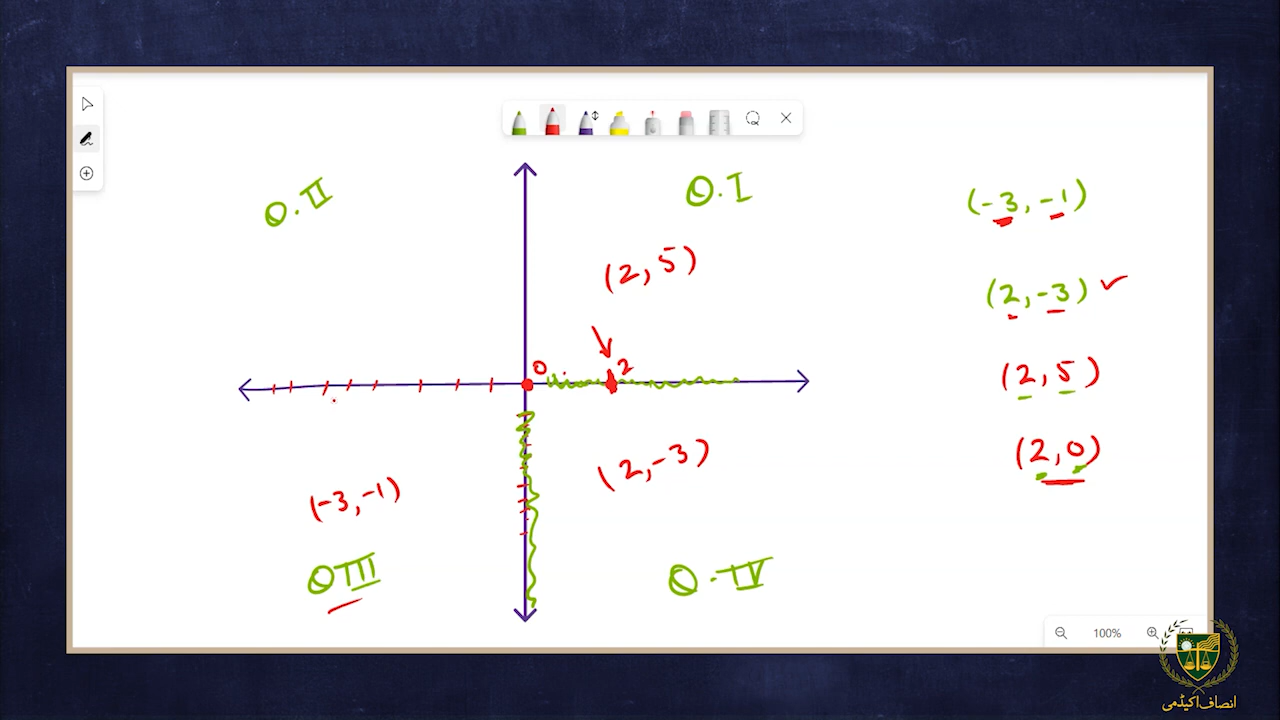 Q.II
Q.I
(-3, -1)
(2, 5)
(2, -3) ✓
0
2
(2, 5)
(2, -3)
(2, 0)
(-3, -1)
QIII
Q.IV
100%
انصاف اکیڈمی